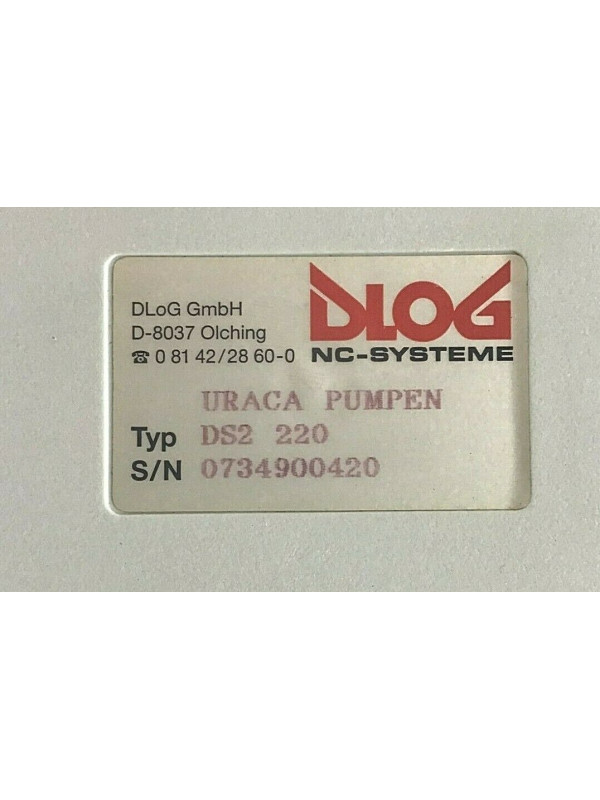 DLoG GmbH
D-8037 Olching
☎ 0 81 42/28 60-0
DLOG
NC-SYSTEME
URACA PUMPEN
Typ DS2 220
S/N 0734900420